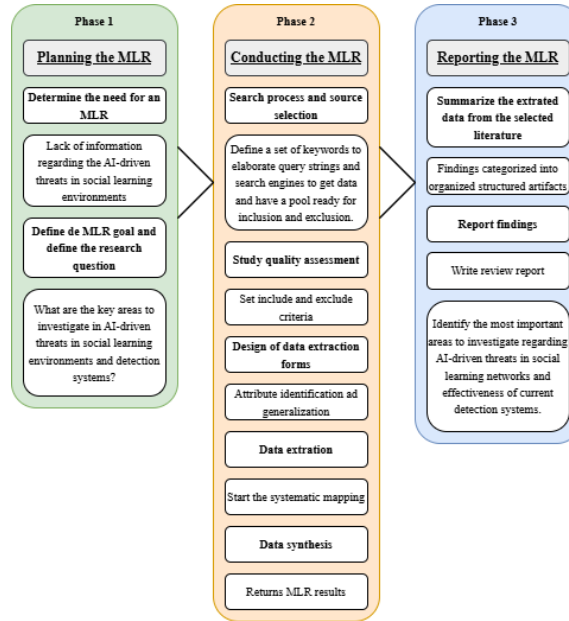 Phase 1
Planning the MLR
Determine the need for an
MLR
Lack of information
regarding the AI-driven
threats in social learning
environments
Define de MLR goal and
define the research
question
What are the key areas to
investigate in AI-driven
threats in social learning
environments and detection
systems?
Phase 2
Conducting the MLR
Search process and source
selection
Define a set of keywords to
elaborate query strings and
search engines to get data
and have a pool ready for
inclusion and exclusion.
Study quality assessment
Set include and exclude
criteria
Design of data extraction
forms
Attribute identification ad
generalization
Data extration
Start the systematic mapping
Data synthesis
Returns MLR results
Phase 3
Reporting the MLR
Summarize the extrated
data from the selected
literature
Findings categorized into
organized structured artifacts
Report findings
Write review report
Identify the most important
areas to investigate regarding
AI-driven threats in social
learning networks and
effectiveness of current
detection systems.